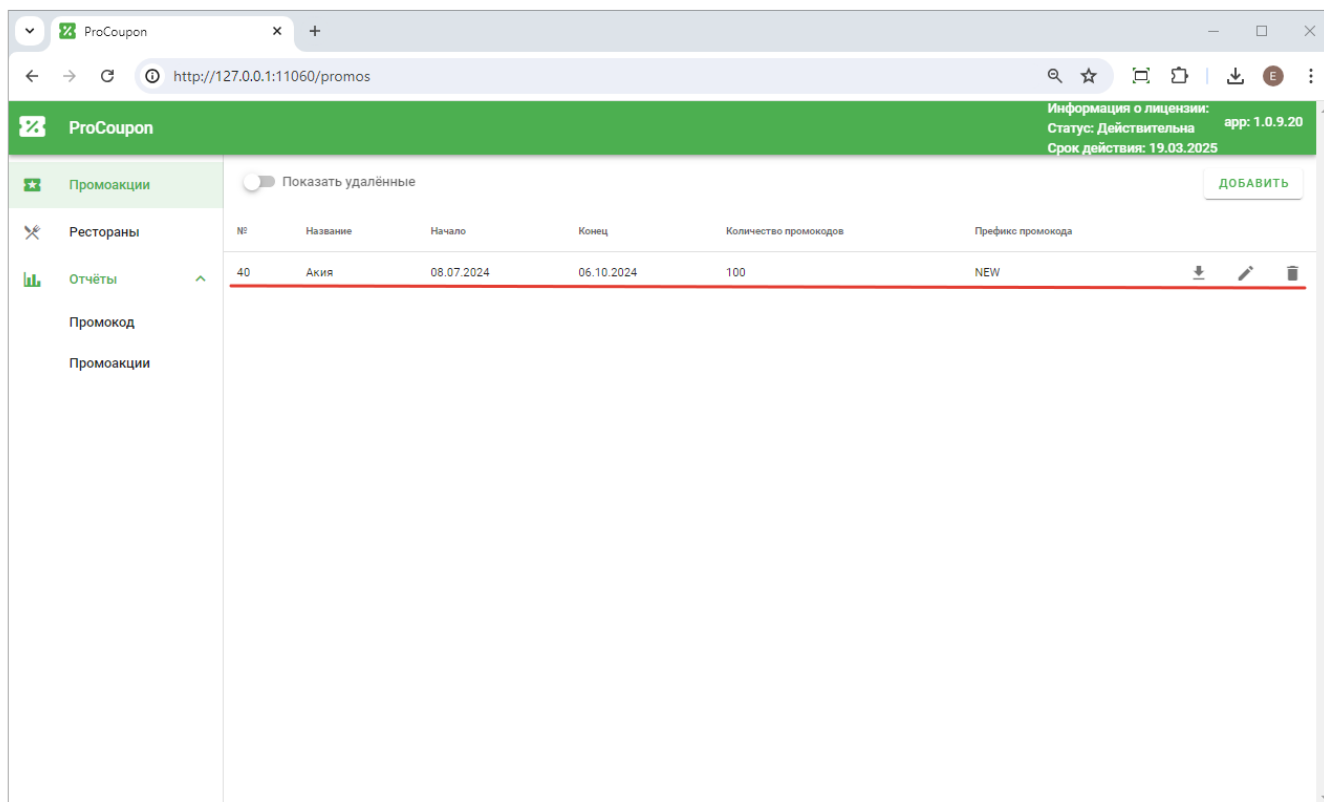 ProCoupon
http://127.0.0.1:11060/promos
E
ProCoupon
Информация о лицензии:
Статус: Действительна
Срок действия: 19.03.2025
app: 1.0.9.20
Промоакции
Рестораны
Отчёты
Промокод
Промоакции
Показать удалённые
ДОБАВИТЬ
№ Название Начало Конец Количество промокодов Префикс промокода
40 Акия 08.07.2024 06.10.2024 100 NEW